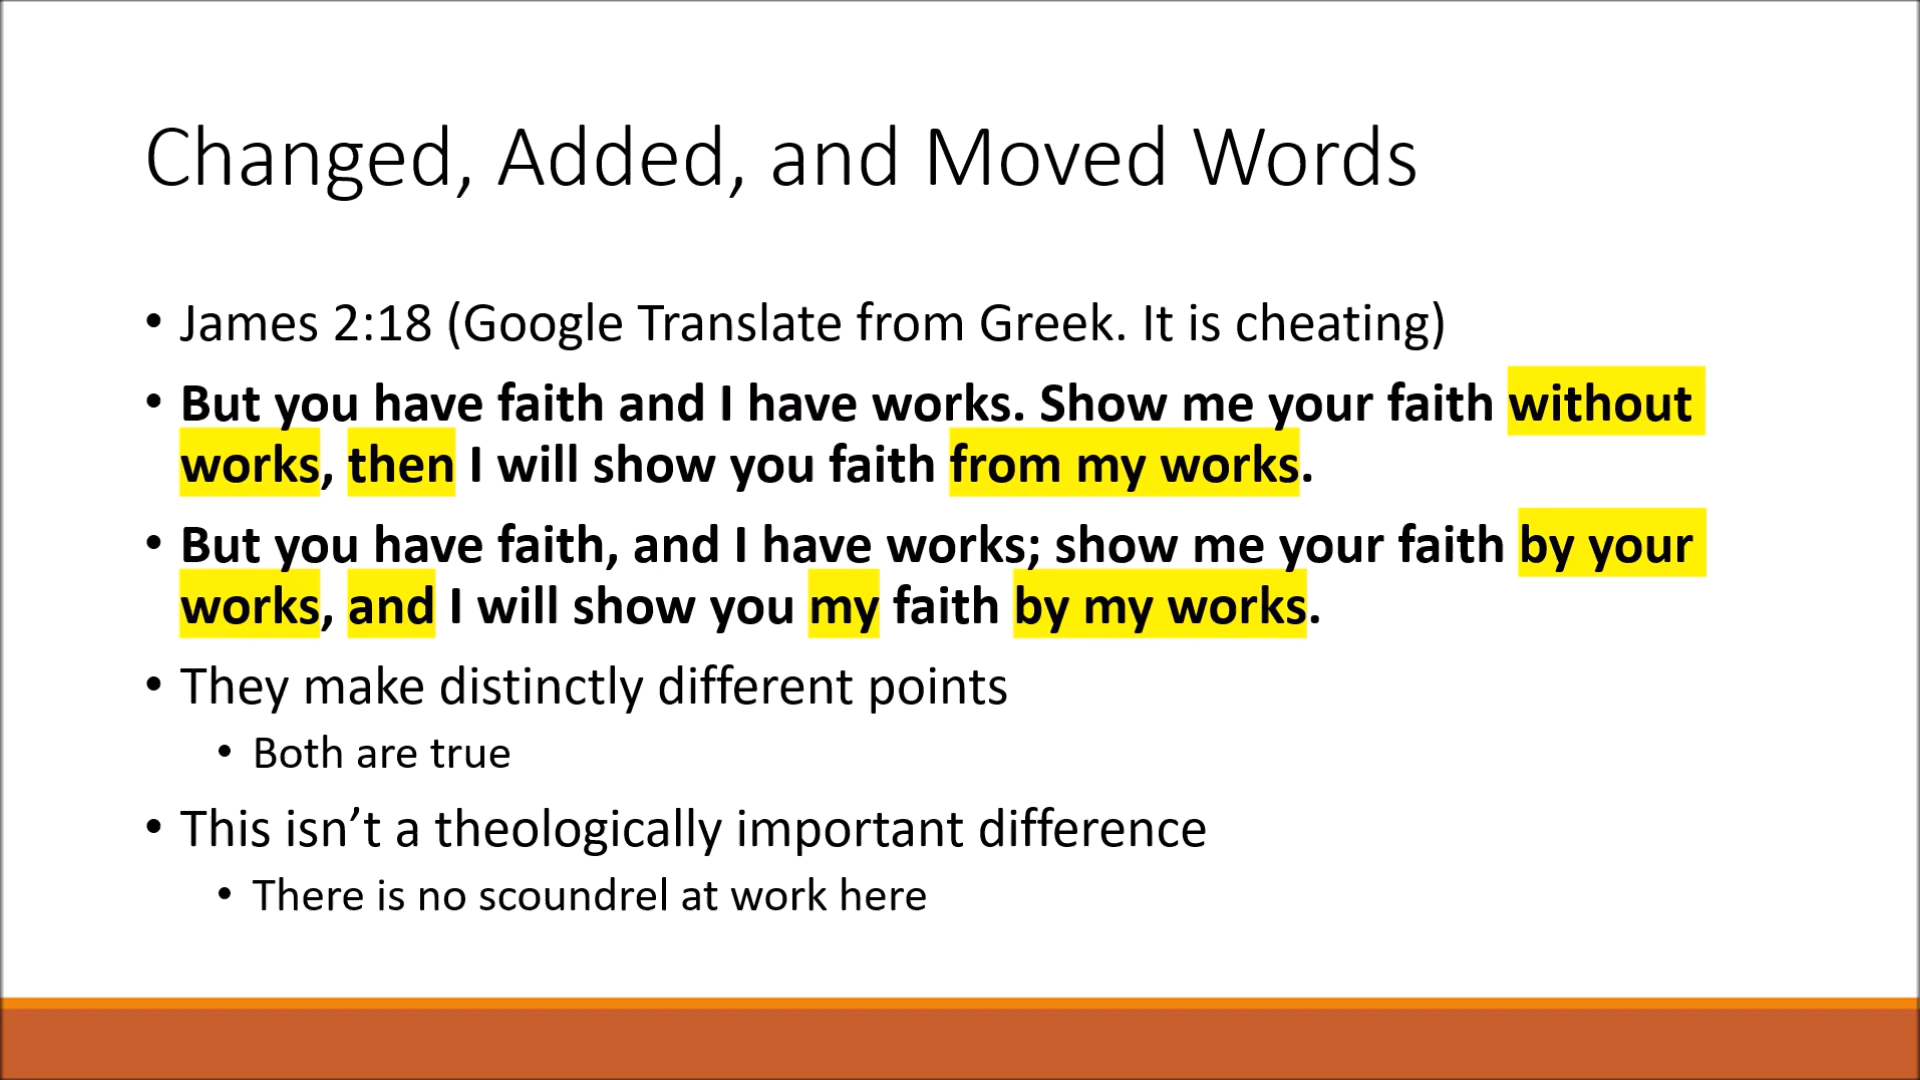 Changed, Added, and Moved Words
• James 2:18 (Google Translate from Greek. It is cheating)
• But you have faith and I have works. Show me your faith without
works, then I will show you faith from my works.
• But you have faith, and I have works; show me your faith by your
works, and I will show you my faith by my works.
• They make distinctly different points
• Both are true
• This isn’t a theologically important difference
• There is no scoundrel at work here